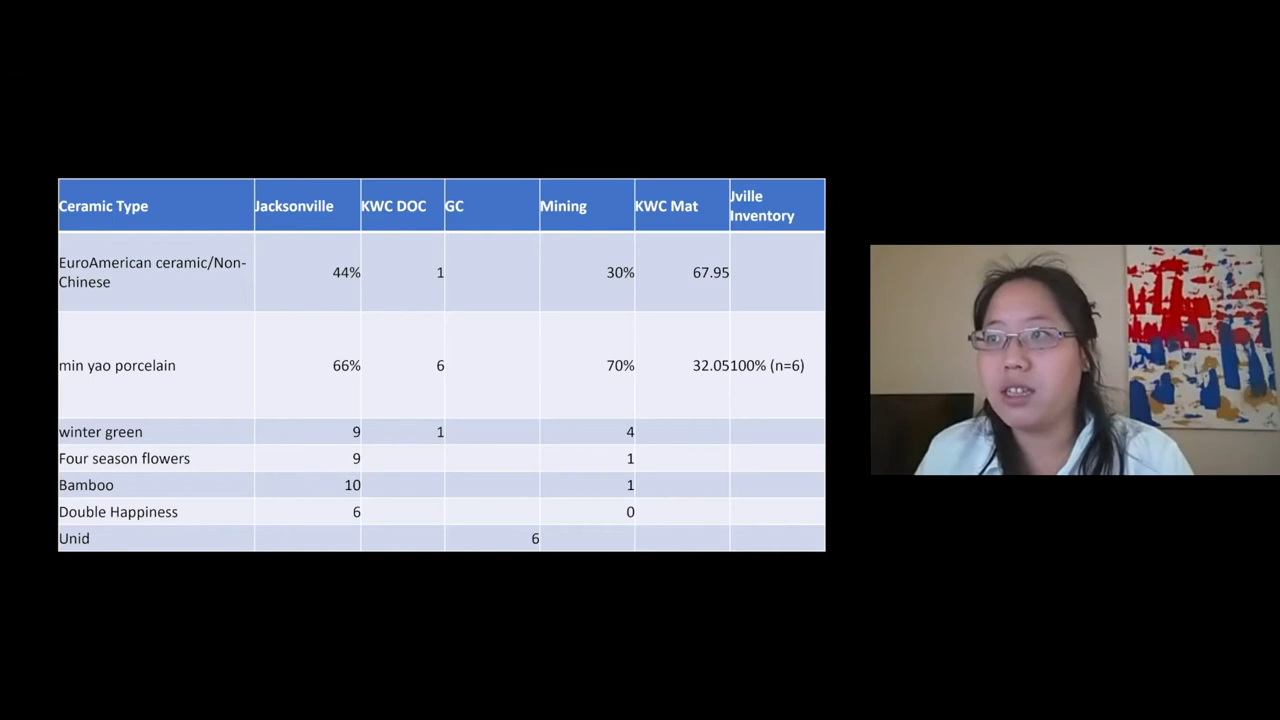 Ceramic Type Jacksonville KWC DOC GC Mining KWC Mat Jville Inventory
EuroAmerican ceramic/Non-Chinese 44% 1 30% 67.95
min yao porcelain 66% 6 70% 32.05 100% (n=6)
winter green 9 1 4
Four season flowers 9 1
Bamboo 10 1
Double Happiness 6 0
Unid 6